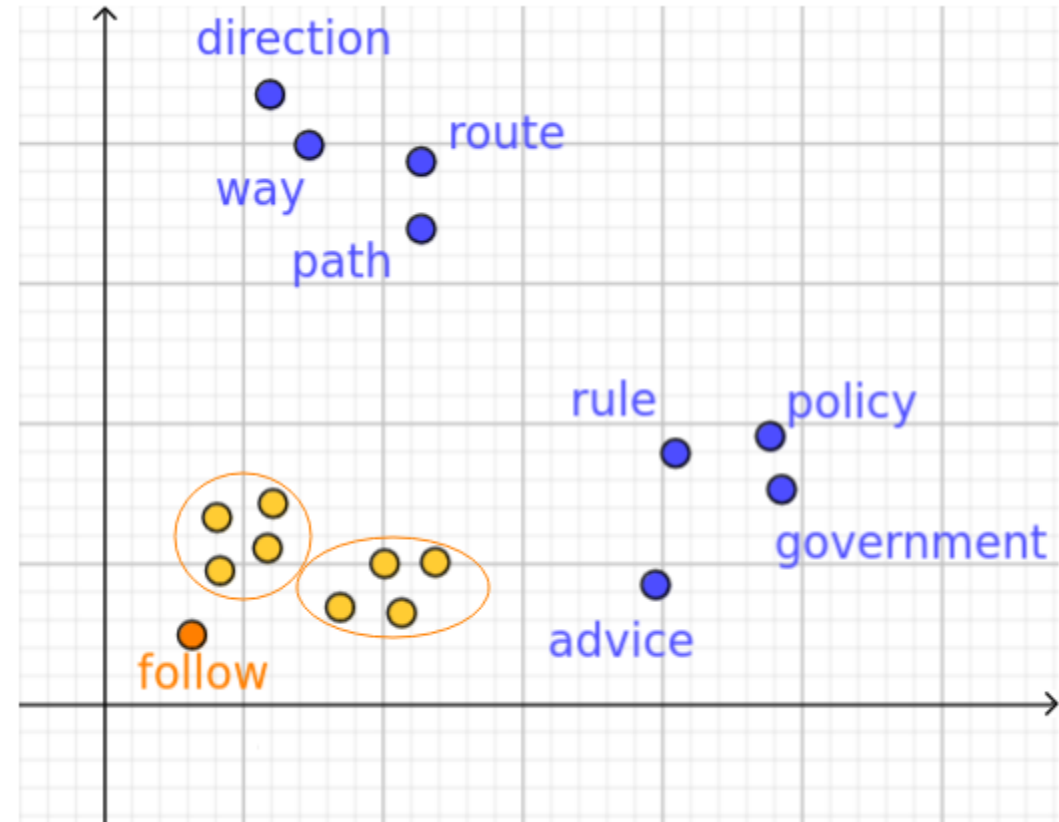 direction
route
way
path
rule
policy
government
advice
follow